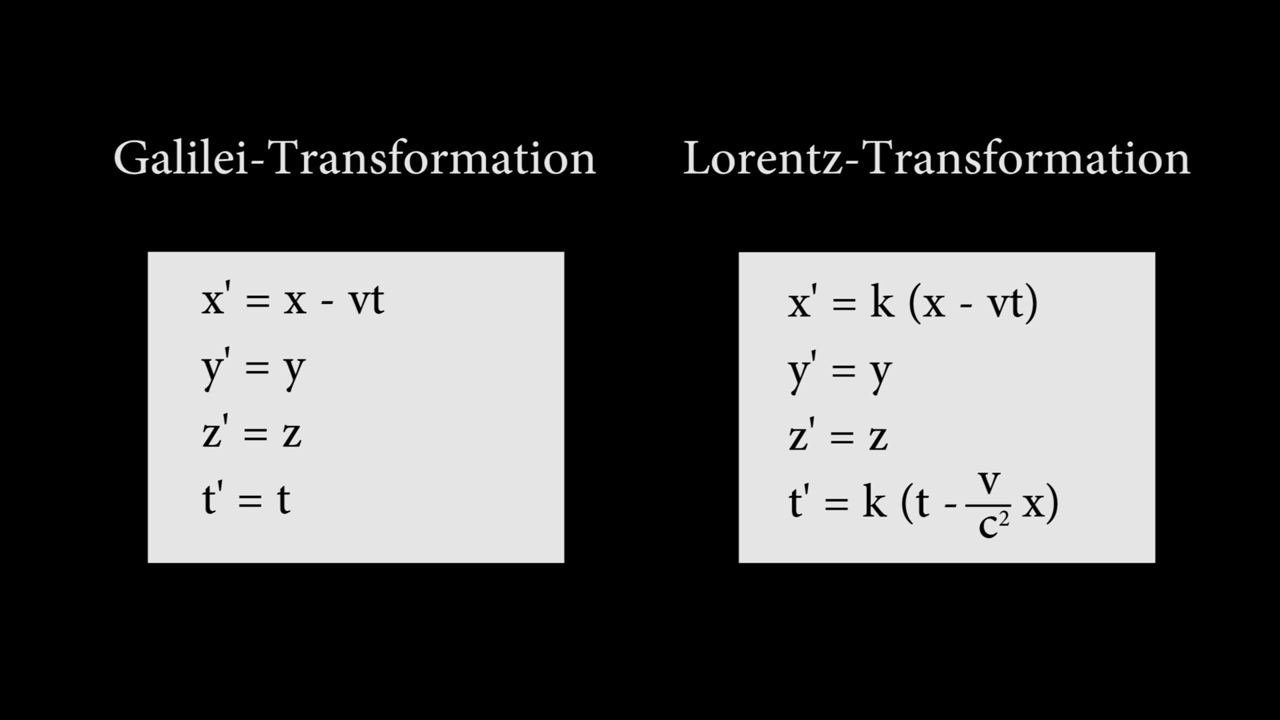 Galilei-Transformation
x' = x - vt
y' = y
z' = z
t' = t
Lorentz-Transformation
x' = k (x - vt)
y' = y
z' = z
t' = k (t - v/c² x)